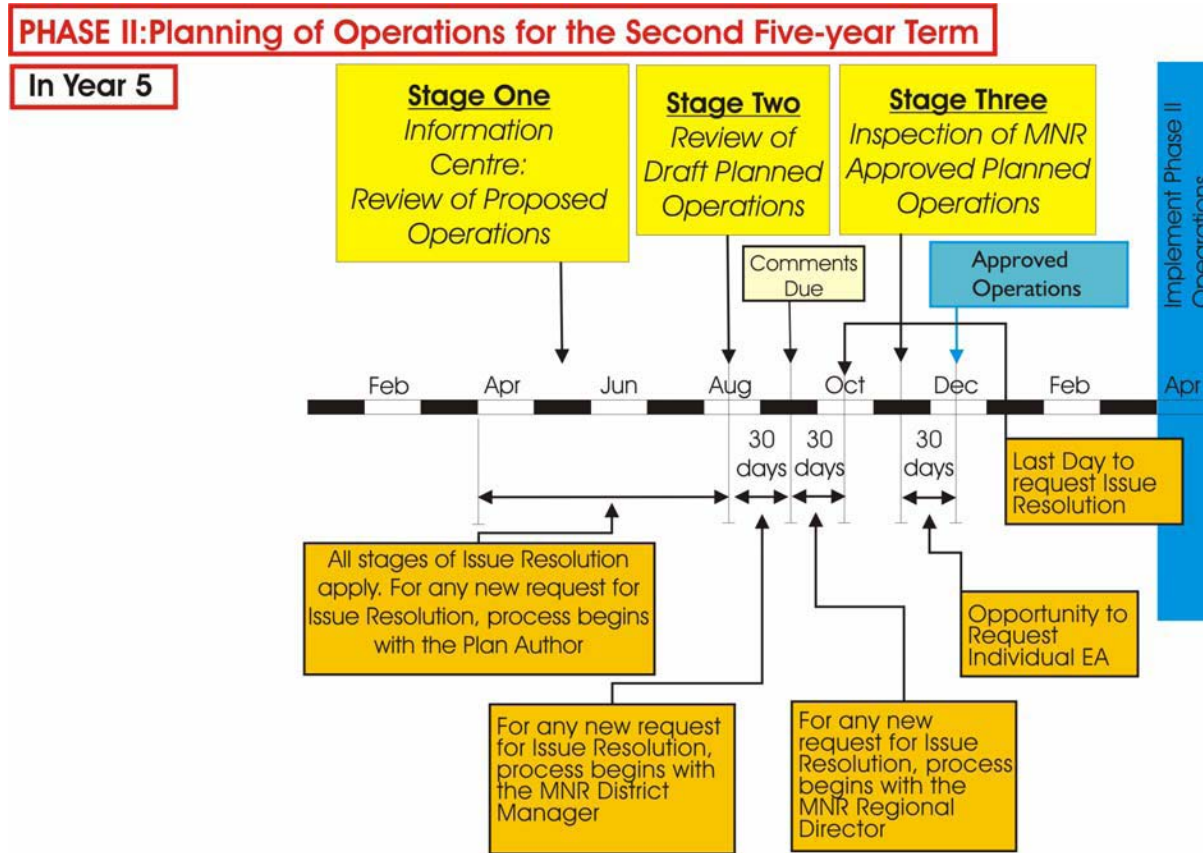 PHASE II:Planning of Operations for the Second Five-year Term
In Year 5
Stage One
Information
Centre:
Review of Proposed
Operations
Stage Two
Review of
Draft Planned
Operations
Stage Three
Inspection of MNR
Approved Planned
Operations
Implement Phase II
Operations
Comments
Due
Approved
Operations
Feb
Apr
Jun
Aug
Oct
Dec
Feb
Apr
30
days
30
days
30
days
Last Day to
request Issue
Resolution
All stages of Issue Resolution
apply. For any new request for
Issue Resolution, process begins
with the Plan Author
Opportunity to
Request
Individual EA
For any new request
for Issue Resolution,
process begins with
the MNR District
Manager
For any new
request for Issue
Resolution, process
begins with the
MNR Regional
Director